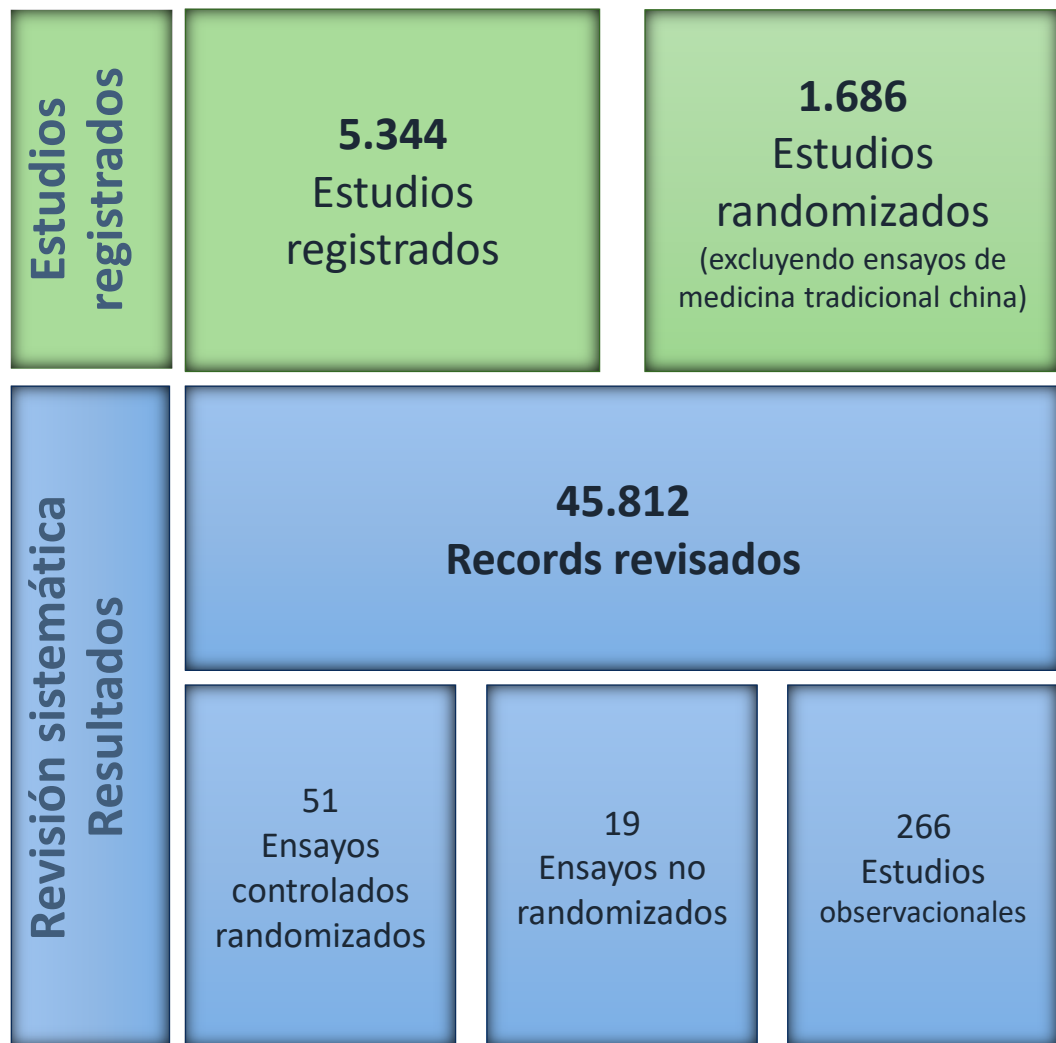 Estudios
registrados
5.344
Estudios
registrados
1.686
Estudios
randomizados
(excluyendo ensayos de
medicina tradicional china)
Revisión sistemática
Resultados
45.812
Records revisados
51
Ensayos
controlados
randomizados
19
Ensayos no
randomizados
266
Estudios
observacionales